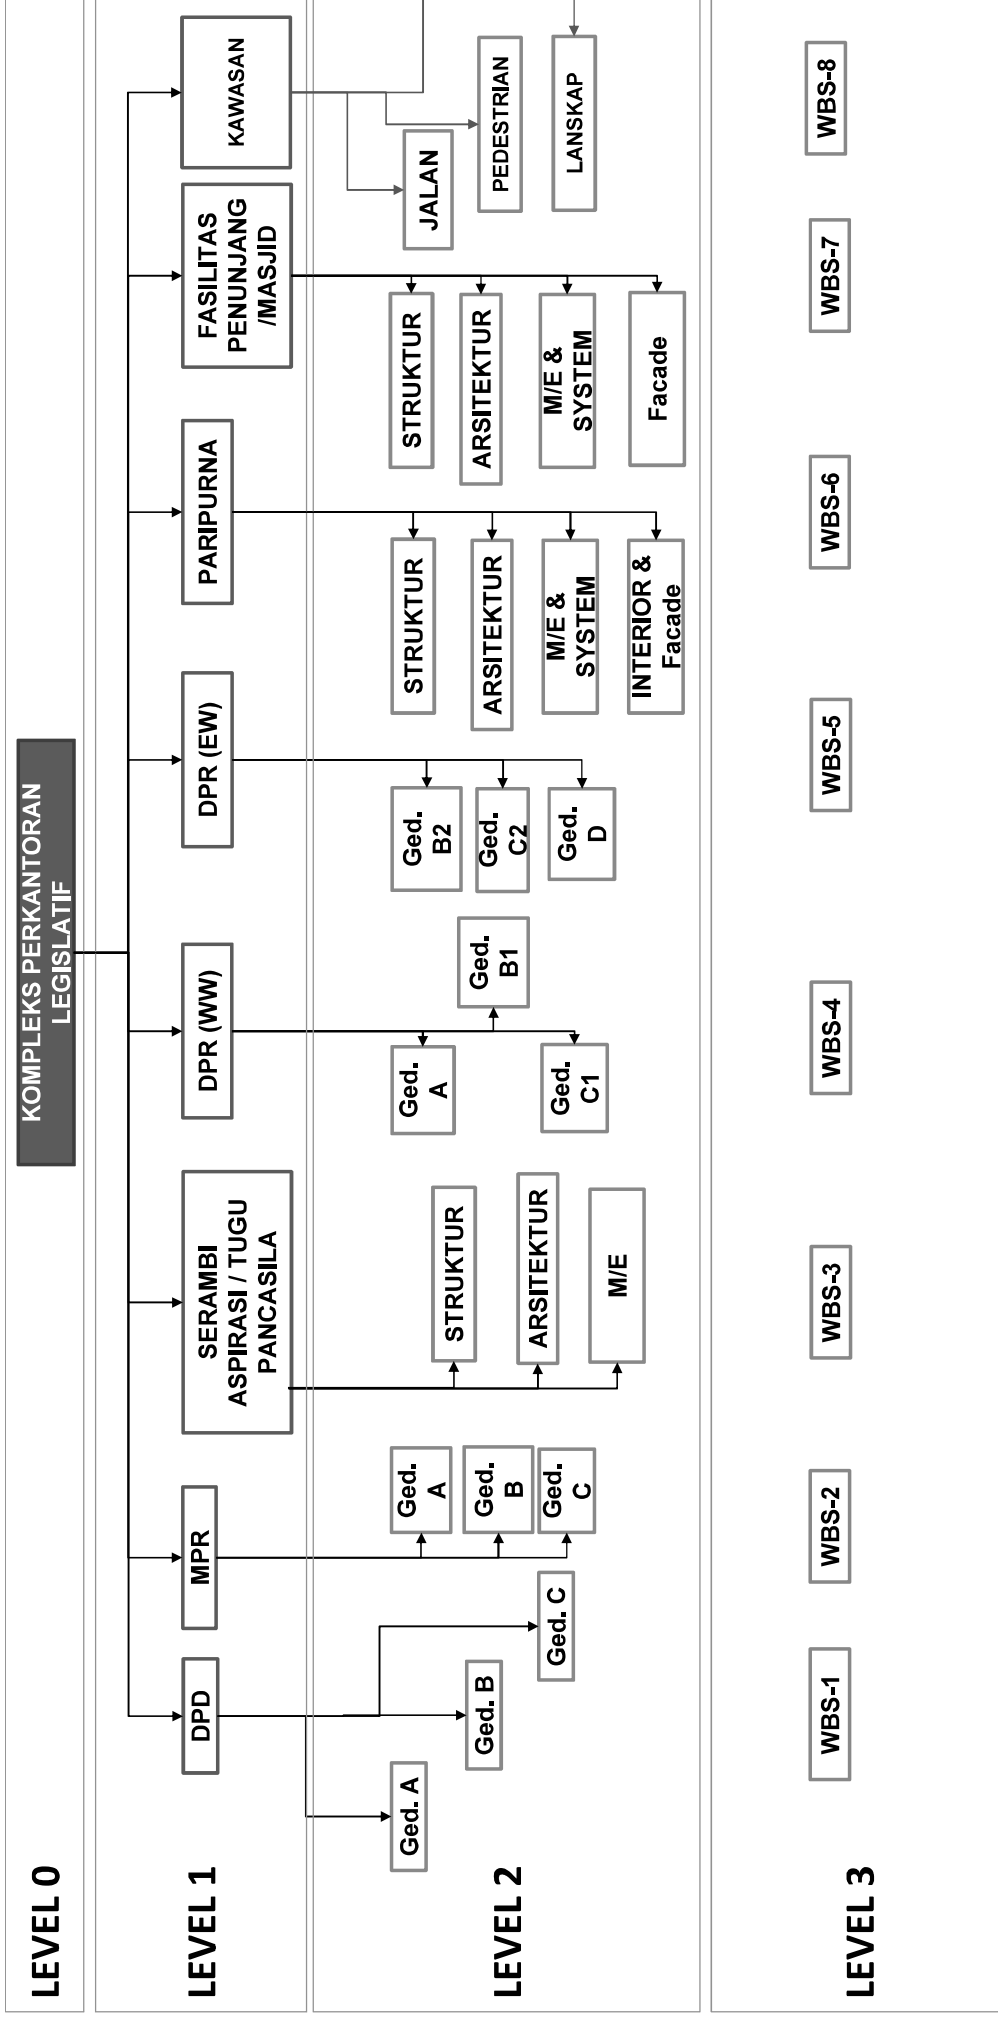 LEVEL 0
KOMPLEKS PERKANTORAN
LEGISLATIF
LEVEL 1
DPD
MPR
SERAMBI
ASPIRASI / TUGU
PANCASILA
DPR (WW)
DPR (EW)
PARIPURNA
FASILITAS
PENUNJANG
/MASJID
KAWASAN
LEVEL 2
Ged. A
Ged. B
Ged. C
Ged.
A
Ged.
B
Ged.
C
STRUKTUR
ARSITEKTUR
M/E
Ged.
A
Ged.
B1
Ged.
C1
Ged.
B2
Ged.
C2
Ged.
D
STRUKTUR
ARSITEKTUR
M/E &
SYSTEM
INTERIOR &
Facade
STRUKTUR
ARSITEKTUR
M/E &
SYSTEM
Facade
JALAN
PEDESTRIAN
LANSKAP
LEVEL 3
WBS-1
WBS-2
WBS-3
WBS-4
WBS-5
WBS-6
WBS-7
WBS-8